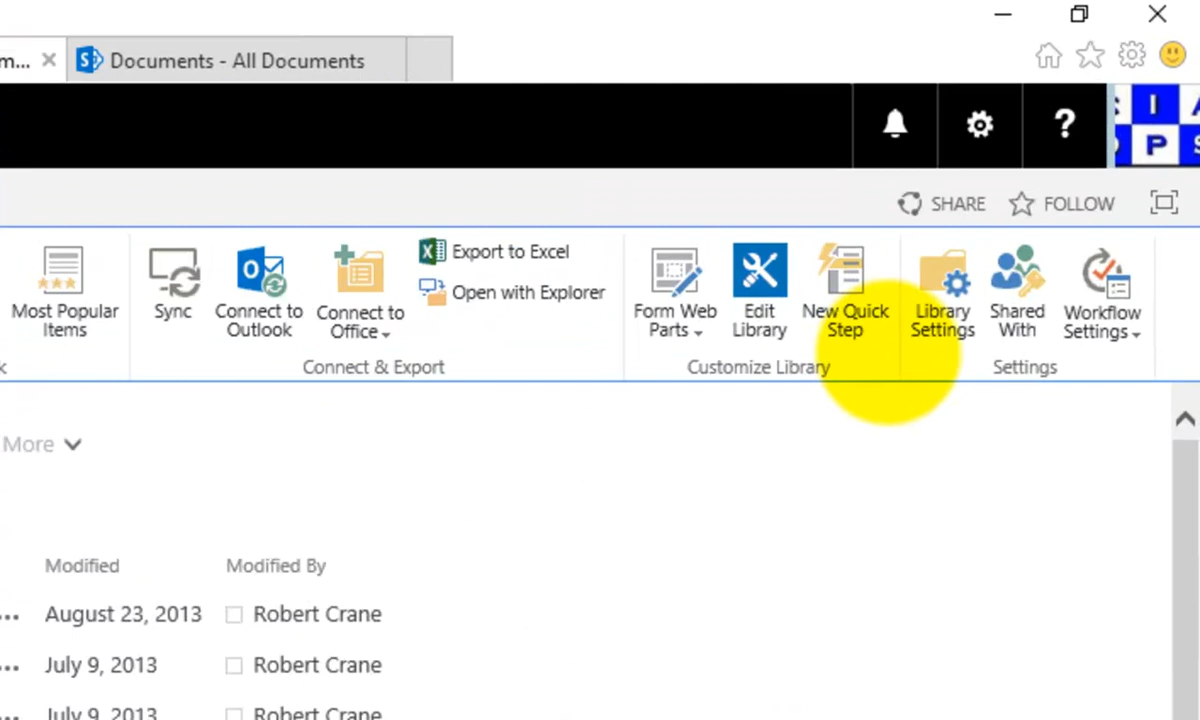 m...
Documents - All Documents
I A
P S
?
SHARE
FOLLOW
Most Popular
Items
Sync
Connect to
Outlook
Connect to
Office
Export to Excel
Open with Explorer
Form Web
Parts
Edit
Library
New Quick
Step
Library
Settings
Shared
With
Workflow
Settings
k
Connect & Export
Customize Library
Settings
More
Modified
Modified By
... August 23, 2013
Robert Crane
... July 9, 2013
Robert Crane
... July 9, 2013
Robert Crane